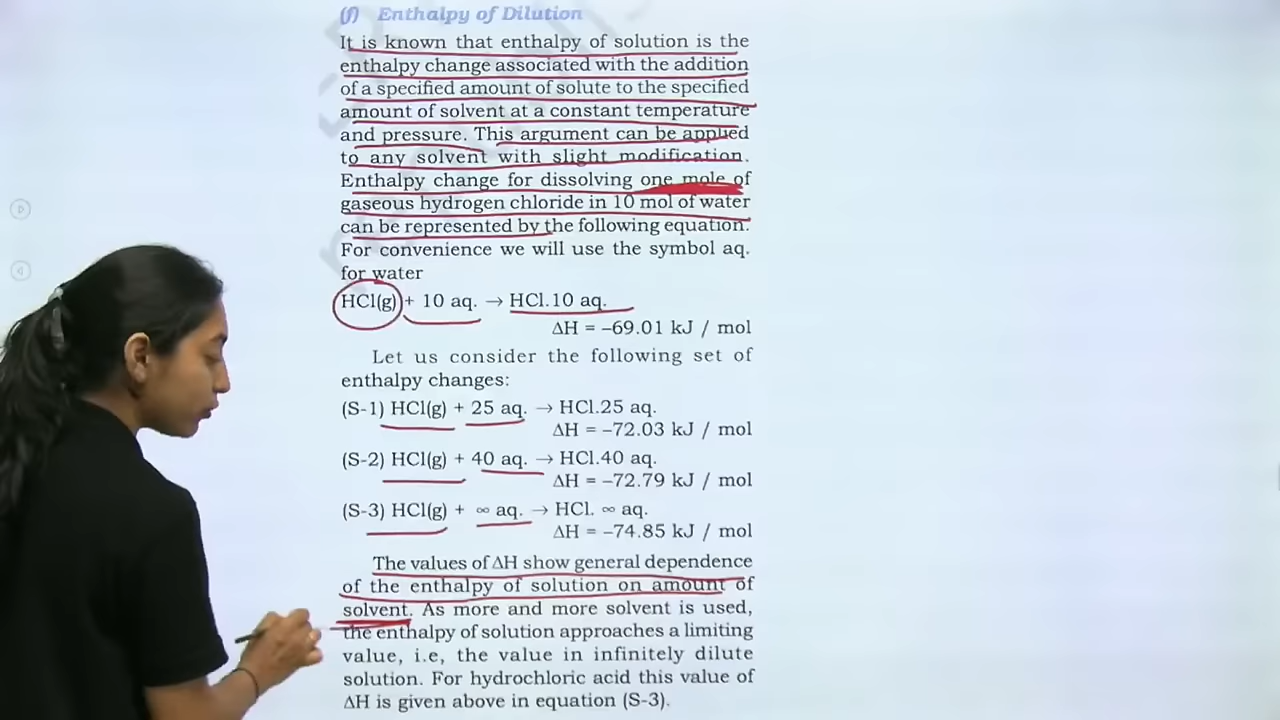 (f) Enthalpy of Dilution
It is known that enthalpy of solution is the
enthalpy change associated with the addition
of a specified amount of solute to the specified
amount of solvent at a constant temperature
and pressure. This argument can be applied
to any solvent with slight modification.
Enthalpy change for dissolving one mole of
gaseous hydrogen chloride in 10 mol of water
can be represented by the following equation.
For convenience we will use the symbol aq.
for water
HCl(g) + 10 aq. → HCl.10 aq.
ΔH = –69.01 kJ / mol
Let us consider the following set of
enthalpy changes:
(S-1) HCl(g) + 25 aq. → HCl.25 aq.
ΔH = –72.03 kJ / mol
(S-2) HCl(g) + 40 aq. → HCl.40 aq.
ΔH = –72.79 kJ / mol
(S-3) HCl(g) + ∞ aq. → HCl. ∞ aq.
ΔH = –74.85 kJ / mol
The values of ΔH show general dependence
of the enthalpy of solution on amount of
solvent. As more and more solvent is used,
the enthalpy of solution approaches a limiting
value, i.e, the value in infinitely dilute
solution. For hydrochloric acid this value of
ΔH is given above in equation (S-3).